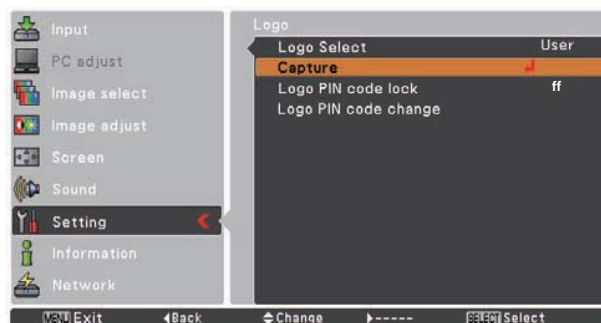 Input
PC adjust
Image select
Image adjust
Screen
Sound
Setting
Information
Network
Logo
Logo Select User
Capture
Logo PIN code lock ff
Logo PIN code change
MENU Exit ◀Back ⬍Change ▶----- SELECT Select